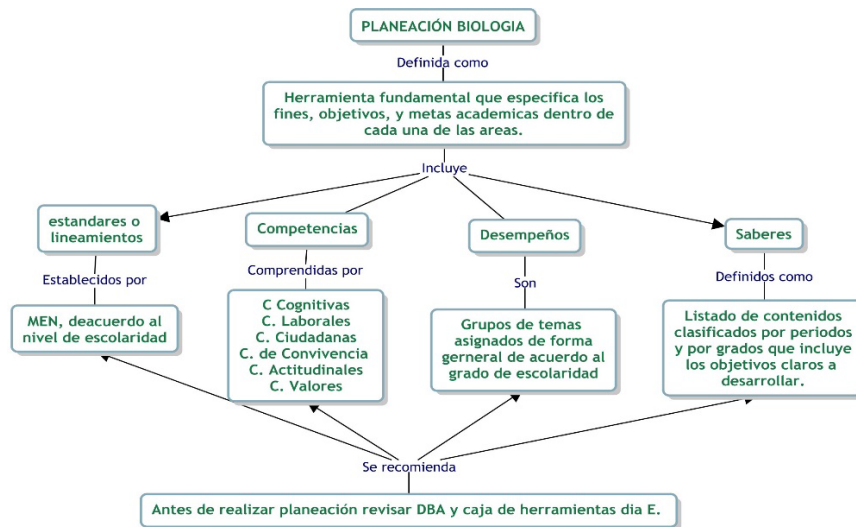 PLANEACIÓN BIOLOGIA
Definida como
Herramienta fundamental que especifica los
fines, objetivos, y metas academicas dentro de
cada una de las areas.
Incluye
estandares o
lineamientos
Competencias
Desempeños
Saberes
Establecidos por
Comprendidas por
Son
Definidos como
MEN, deacuerdo al
nivel de escolaridad
C Cognitivas
C. Laborales
C. Ciudadanas
C. de Convivencia
C. Actitudinales
C. Valores
Grupos de temas
asignados de forma
gerneral de acuerdo al
grado de escolaridad
Listado de contenidos
clasificados por periodos
y por grados que incluye
los objetivos claros a
desarrollar.
Se recomienda
Antes de realizar planeación revisar DBA y caja de herramientas dia E.